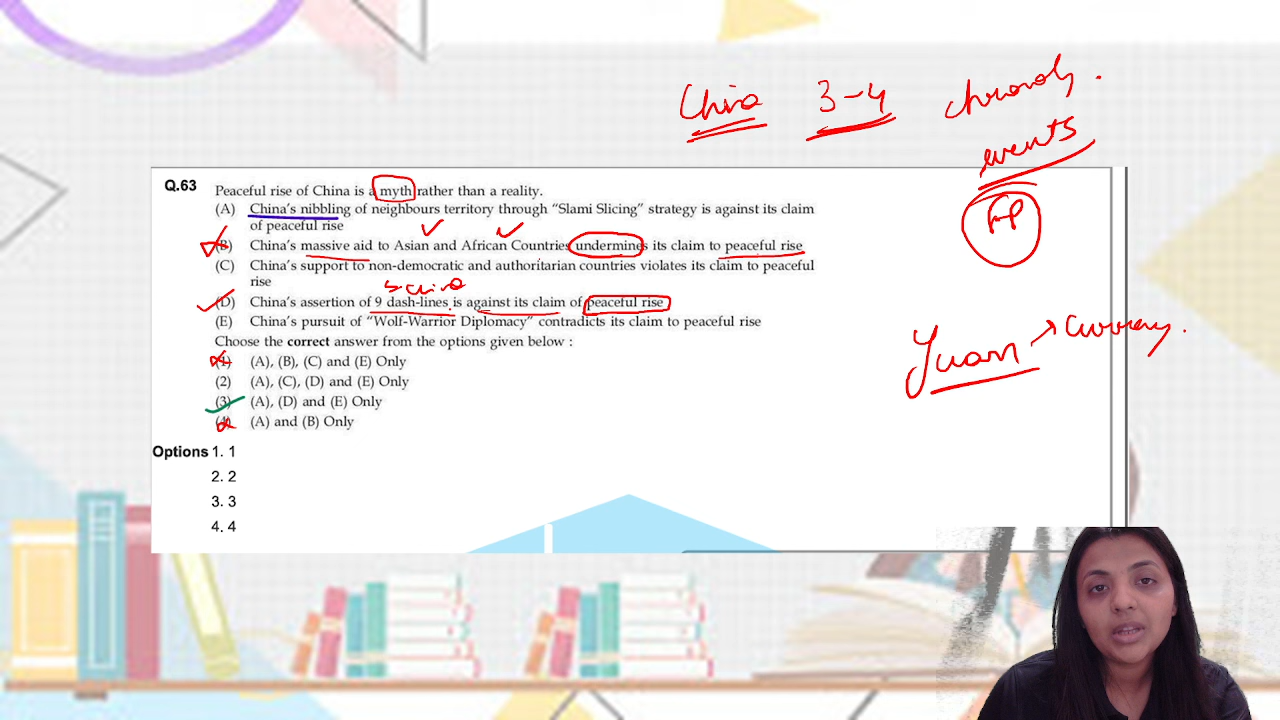 China 3-4 chronolo.
events
FP
Q.63 Peaceful rise of China is a myth rather than a reality.
(A) China's nibbling of neighbours territory through "Slami Slicing" strategy is against its claim
of peaceful rise
(B) China's massive aid to Asian and African Countries undermines its claim to peaceful rise
(C) China's support to non-democratic and authoritarian countries violates its claim to peaceful
rise
S China
(D) China's assertion of 9 dash-lines is against its claim of peaceful rise
(E) China's pursuit of "Wolf-Warrior Diplomacy" contradicts its claim to peaceful rise
Yuan → Currency.
Choose the correct answer from the options given below :
(1) (A), (B), (C) and (E) Only
(2) (A), (C), (D) and (E) Only
(3) (A), (D) and (E) Only
(4) (A) and (B) Only
Options 1. 1
2. 2
3. 3
4. 4